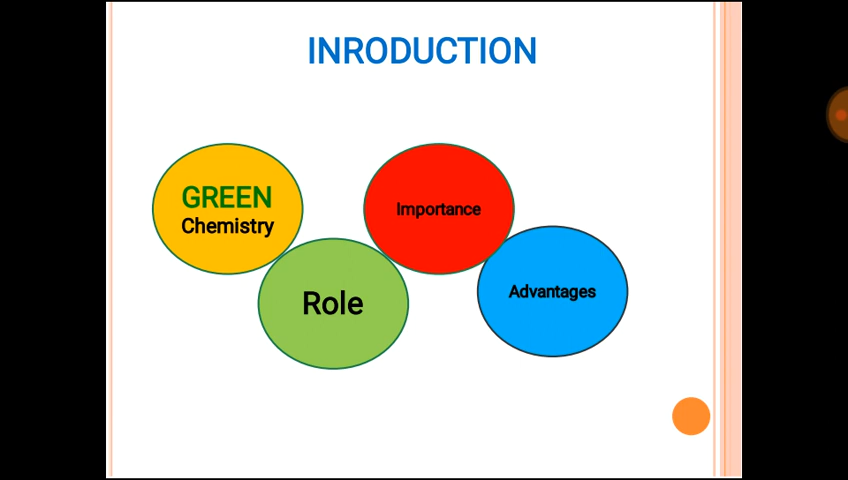 INRODUCTION
GREEN
Chemistry
Role
Importance
Advantages